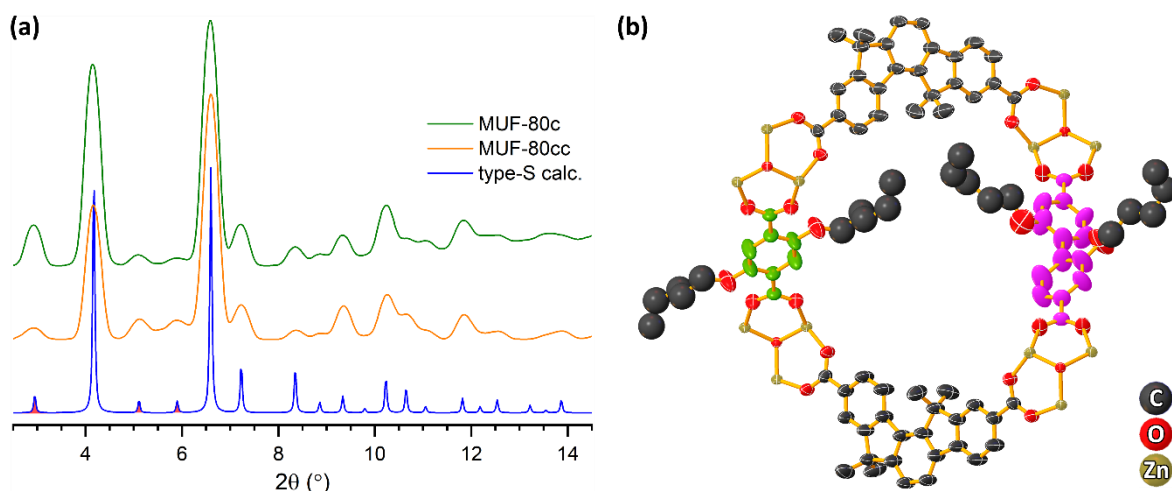 (a)
(b)
MUF-80c
MUF-80cc
type-S calc.
4 6 8 10 12 14
2θ (°)
C
O
Zn